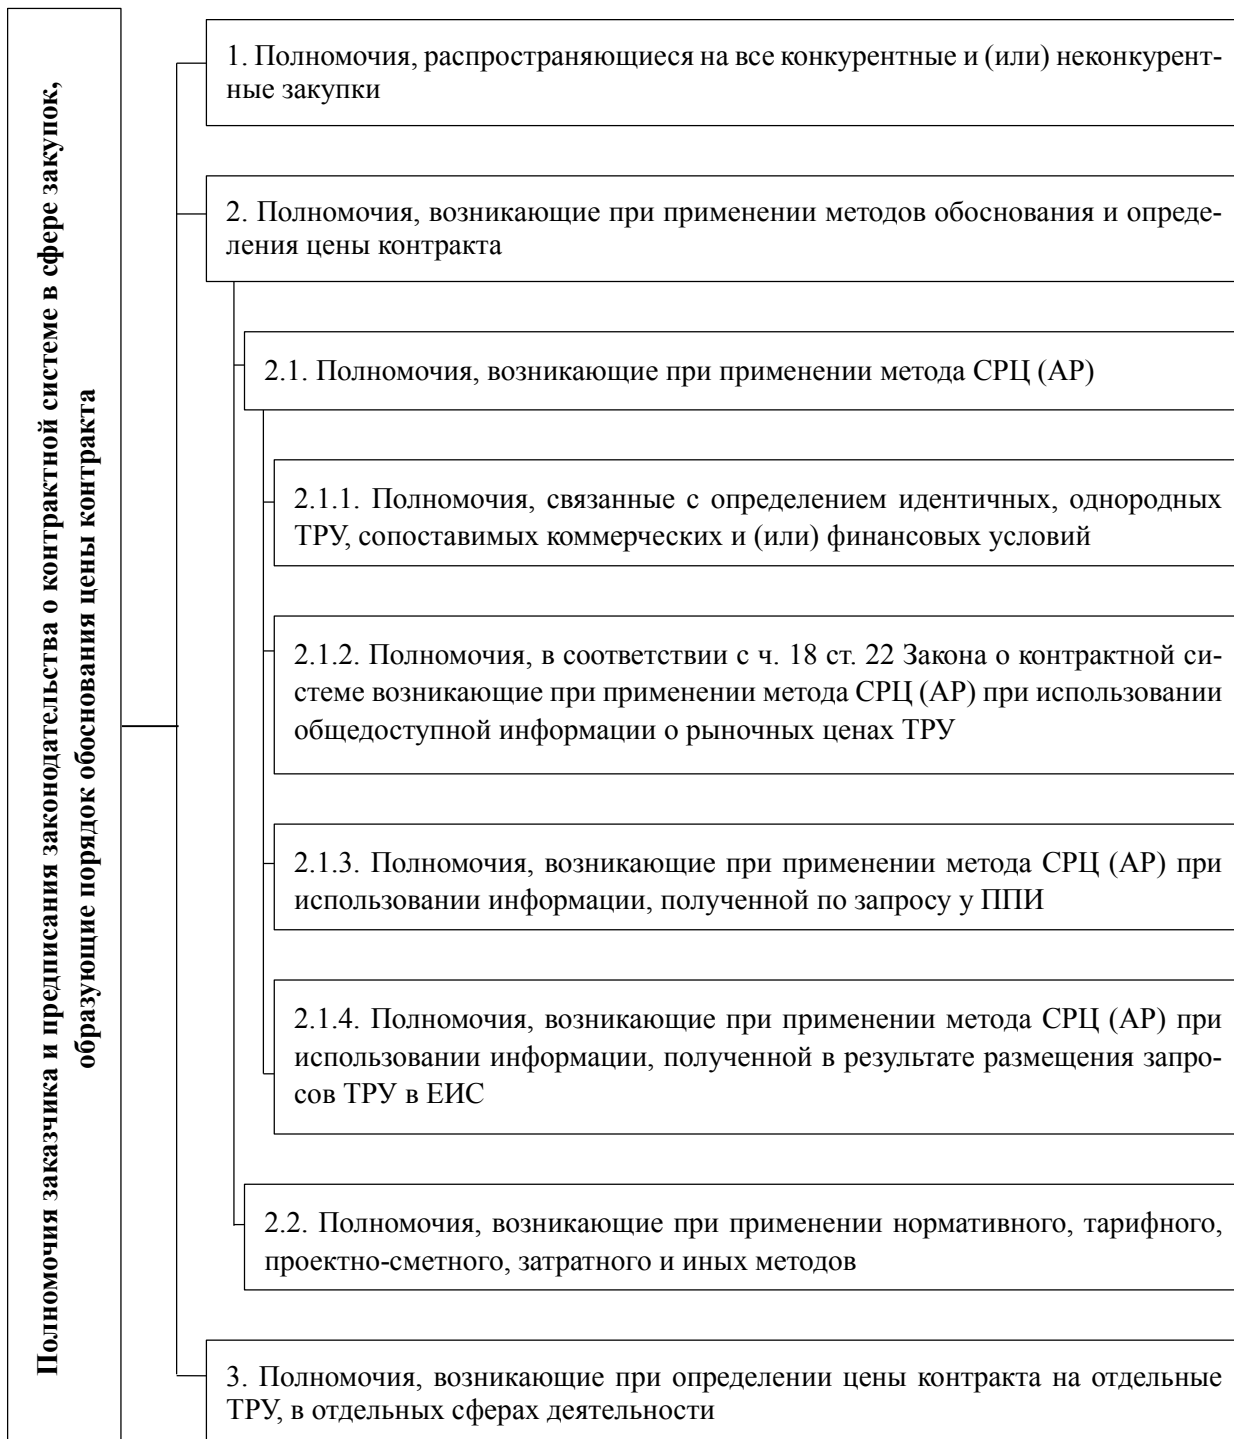 Полномочия заказчика и предписания законодательства о контрактной системе в сфере закупок,
образующие порядок обоснования цены контракта
1. Полномочия, распространяющиеся на все конкурентные и (или) неконкурент-
ные закупки
2. Полномочия, возникающие при применении методов обоснования и опреде-
ления цены контракта
2.1. Полномочия, возникающие при применении метода СРЦ (АР)
2.1.1. Полномочия, связанные с определением идентичных, однородных
ТРУ, сопоставимых коммерческих и (или) финансовых условий
2.1.2. Полномочия, в соответствии с ч. 18 ст. 22 Закона о контрактной си-
стеме возникающие при применении метода СРЦ (АР) при использовании
общедоступной информации о рыночных ценах ТРУ
2.1.3. Полномочия, возникающие при применении метода СРЦ (АР) при
использовании информации, полученной по запросу у ППИ
2.1.4. Полномочия, возникающие при применении метода СРЦ (АР) при
использовании информации, полученной в результате размещения запро-
сов ТРУ в ЕИС
2.2. Полномочия, возникающие при применении нормативного, тарифного,
проектно-сметного, затратного и иных методов
3. Полномочия, возникающие при определении цены контракта на отдельные
ТРУ, в отдельных сферах деятельности